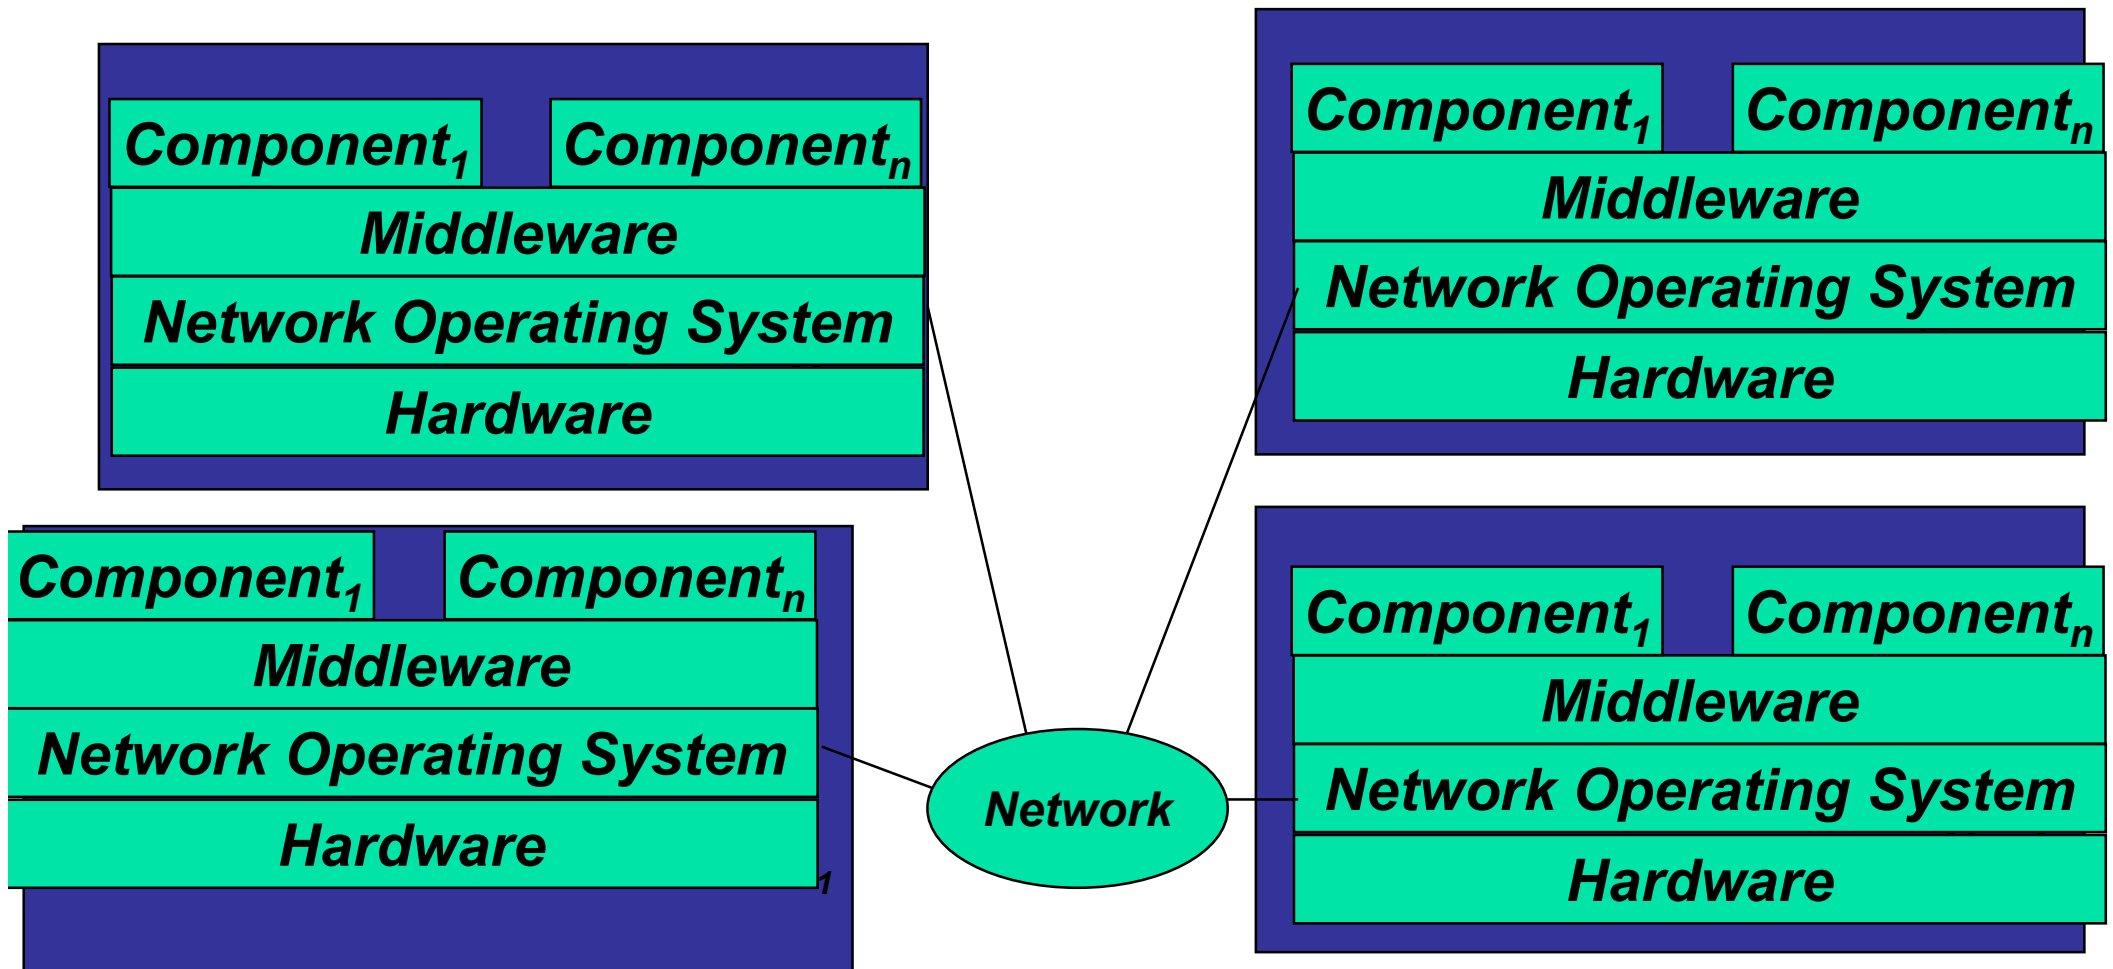 Component₁ Componentₙ
Middleware
Network Operating System
Hardware
Component₁ Componentₙ
Middleware
Network Operating System
Hardware
Component₁ Componentₙ
Middleware
Network Operating System
Hardware
1
Network
Component₁ Componentₙ
Middleware
Network Operating System
Hardware